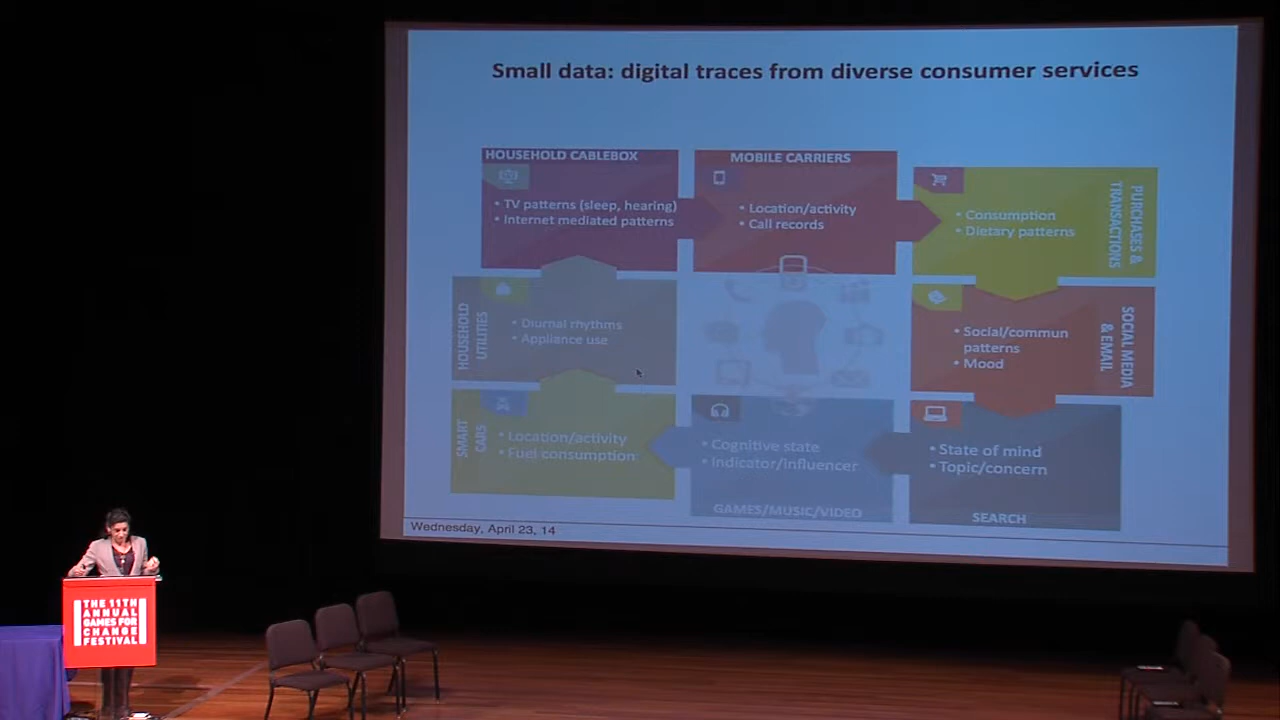 Small data: digital traces from diverse consumer services
HOUSEHOLD CABLEBOX
• TV patterns (sleep, hearing)
• Internet mediated patterns
MOBILE CARRIERS
• Location/activity
• Call records
PURCHASES &
TRANSACTIONS
• Consumption
• Dietary patterns
HOUSEHOLD
UTILITIES
• Diurnal rhythms
• Appliance use
SOCIAL MEDIA
& EMAIL
• Social/commun
patterns
• Mood
SMART
CARS
• Location/activity
• Fuel consumption
• Cognitive state
• Indicator/influencer
GAMES/MUSIC/VIDEO
• State of mind
• Topic/concern
SEARCH
Wednesday, April 23, 14
THE 11TH
ANNUAL
GAMES FOR
CHANGE
FESTIVAL